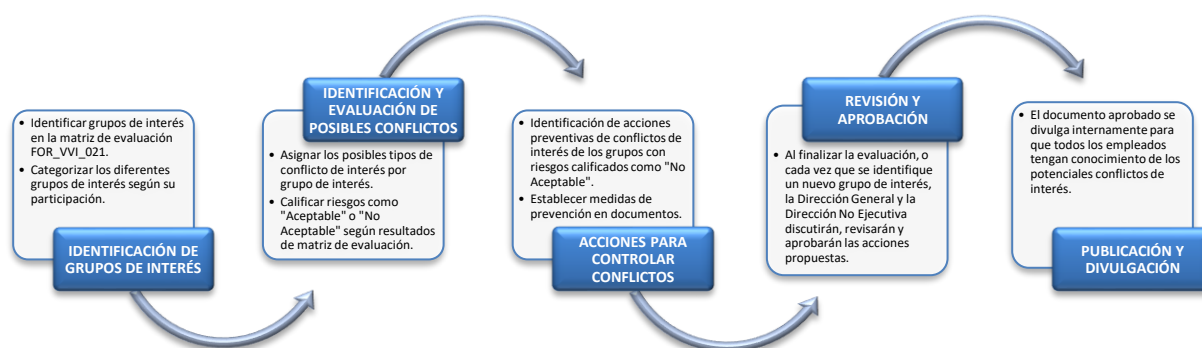 • Identificar grupos de interés
en la matriz de evaluación
FOR_VVI_021.
• Categorizar los diferentes
grupos de interés según su
participación.
IDENTIFICACIÓN DE
GRUPOS DE INTERÉS
IDENTIFICACIÓN Y
EVALUACIÓN DE
POSIBLES CONFLICTOS
• Asignar los posibles tipos de
conflicto de interés por
grupo de interés.
• Calificar riesgos como
"Aceptable" o "No
Aceptable" según resultados
de matriz de evaluación.
• Identificación de acciones
preventivas de conflictos de
interés de los grupos con
riesgos calificados como "No
Aceptable".
• Establecer medidas de
prevención en documentos.
ACCIONES PARA
CONTROLAR
CONFLICTOS
REVISIÓN Y
APROBACIÓN
• Al finalizar la evaluación, o
cada vez que se identifique
un nuevo grupo de interés,
la Dirección General y la
Dirección No Ejecutiva
discutirán, revisarán y
aprobarán las acciones
propuestas.
• El documento aprobado se
divulga internamente para
que todos los empleados
tengan conocimiento de los
potenciales conflictos de
interés.
PUBLICACIÓN Y
DIVULGACIÓN